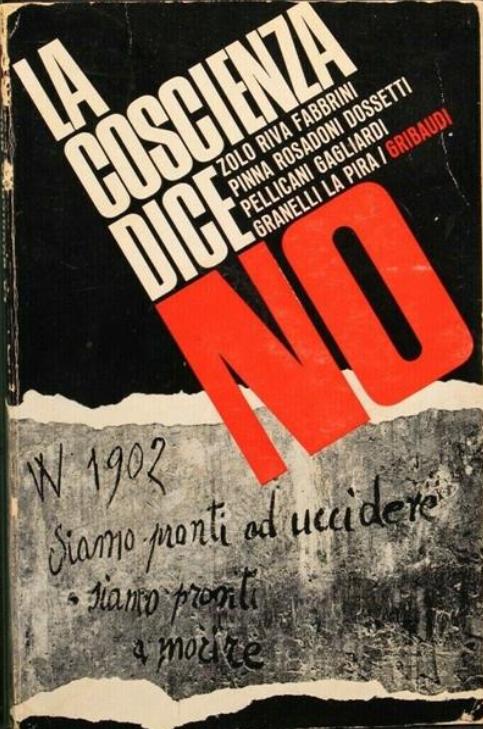 LA
COSCIENZA
DICE
NO
ZOLO RIVA FABBRINI
PINNA ROSADONI DOSSETTI
PELLICANI GAGLIARDI
GRANELLI LA PIRA / GRIBAUDI
W 1902
Siamo pronti ad uccidere
siamo pronti
a morire